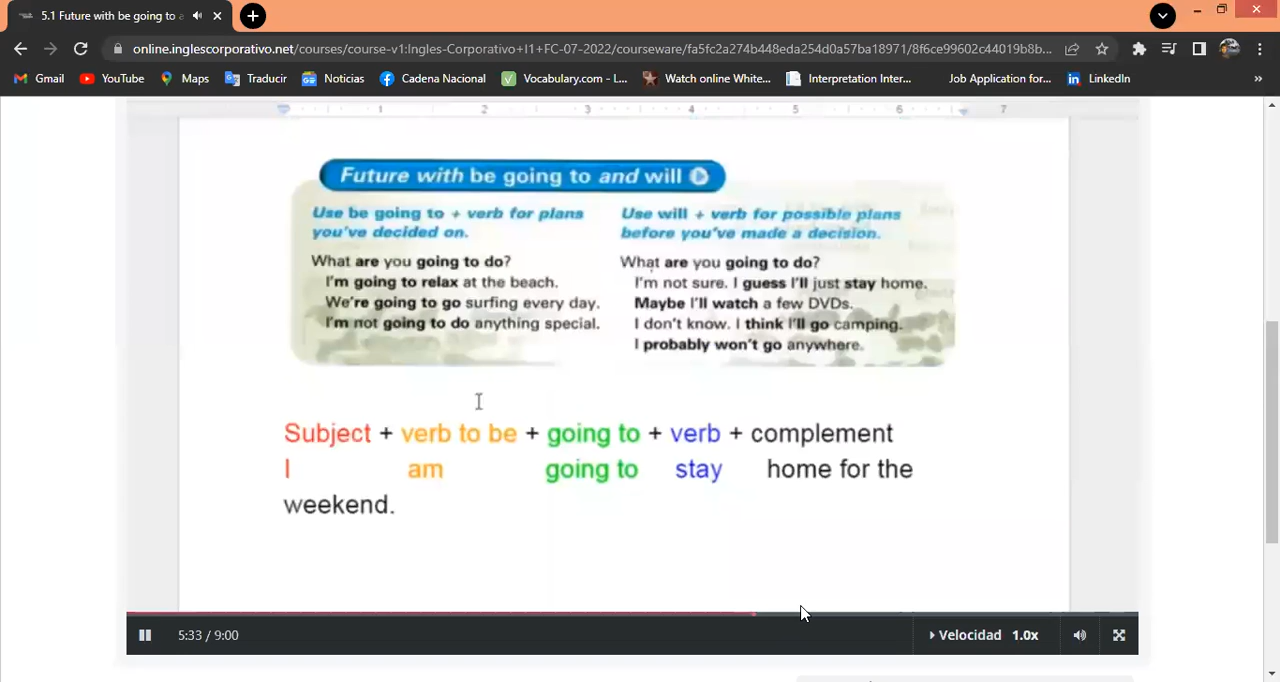 5.1 Future with be going to a
online.inglescorporativo.net/courses/course-v1:Ingles-Corporativo+I1+FC-07-2022/courseware/fa5fc2a274b448eda254d0a57ba18971/8f6ce99602c44019b8b...
Gmail YouTube Maps Traducir Noticias Cadena Nacional Vocabulary.com - L... Watch online White... Interpretation Inter... Job Application for... LinkedIn »
1 2 3 4 5 6 7
Future with be going to and will
Use be going to + verb for plans
you've decided on.
What are you going to do?
I'm going to relax at the beach.
We're going to go surfing every day.
I'm not going to do anything special.
Use will + verb for possible plans
before you've made a decision.
What are you going to do?
I'm not sure. I guess I'll just stay home.
Maybe I'll watch a few DVDs.
I don't know. I think I'll go camping.
I probably won't go anywhere.
Subject + verb to be + going to + verb + complement
I am going to stay home for the
weekend.
5:33 / 9:00 Velocidad 1.0x